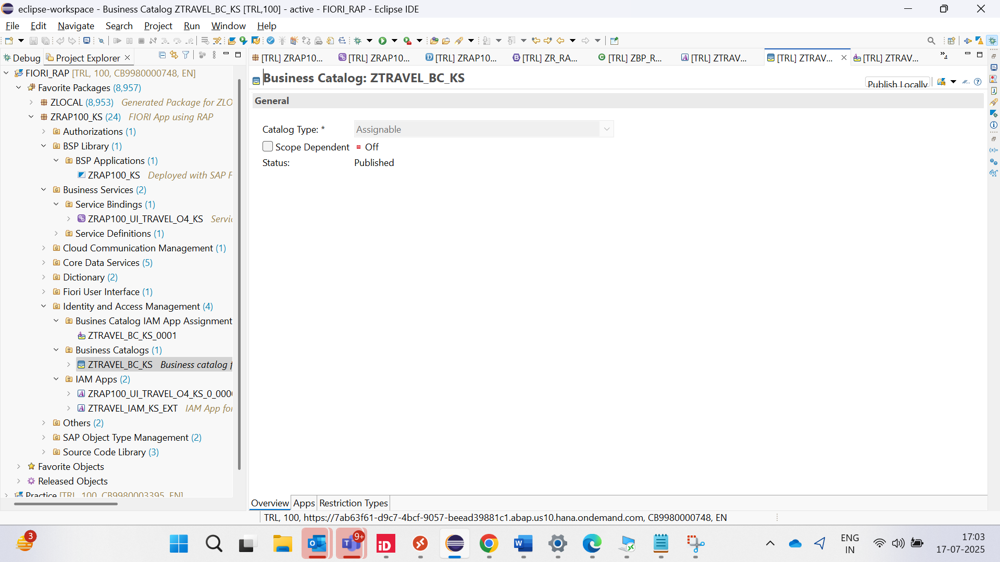 eclipse-workspace - Business Catalog ZTRAVEL_BC_KS [TRL,100] - active - FIORI_RAP - Eclipse IDE
File Edit Navigate Search Project Run Window Help
Debug Project Explorer
[TRL] ZRAP10... [TRL] ZRAP10... [TRL] ZRAP10... [TRL] ZR_RA... [TRL] ZBP_R... [TRL] ZTRAV... [TRL] ZTRAV... [TRL] ZTRAV... 4
FIORI_RAP [TRL, 100, CB9980000748, EN]
Favorite Packages (8,957)
ZLOCAL (8,953) Generated Package for ZLO
ZRAP100_KS (24) FIORI App using RAP
Authorizations (1)
BSP Library (1)
BSP Applications (1)
ZRAP100_KS Deployed with SAP F
Business Services (2)
Service Bindings (1)
ZRAP100_UI_TRAVEL_O4_KS Servic
Service Definitions (1)
Cloud Communication Management (1)
Core Data Services (5)
Dictionary (2)
Fiori User Interface (1)
Identity and Access Management (4)
Busines Catalog IAM App Assignment
ZTRAVEL_BC_KS_0001
Business Catalogs (1)
ZTRAVEL_BC_KS Business catalog f
IAM Apps (2)
ZRAP100_UI_TRAVEL_O4_KS_0_000
ZTRAVEL_IAM_KS_EXT IAM App for
Others (2)
SAP Object Type Management (2)
Source Code Library (3)
Favorite Objects
Released Objects
Practice [TRL, 100, CB9980003395, EN]
Business Catalog: ZTRAVEL_BC_KS
Publish Locally
General
Catalog Type: * Assignable
Scope Dependent Off
Status: Published
Overview Apps Restriction Types
TRL, 100, https://7ab63f61-d9c7-4bcf-9057-beead39881c1.abap.us10.hana.ondemand.com, CB9980000748, EN
3
9+
iD
ENG
IN
17:03
17-07-2025